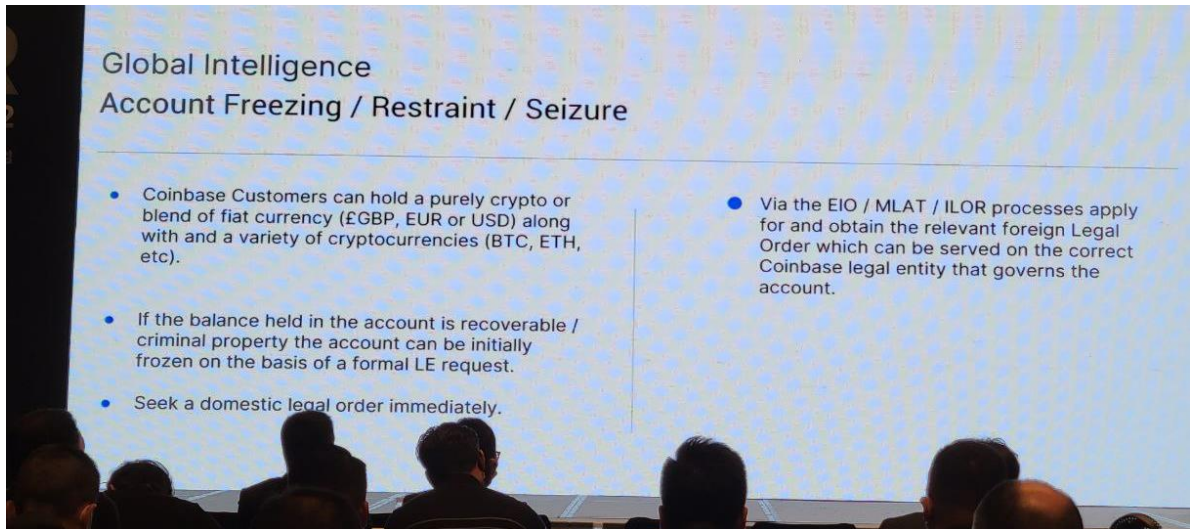 Global Intelligence
Account Freezing / Restraint / Seizure
Coinbase Customers can hold a purely crypto or
blend of fiat currency (£GBP, EUR or USD) along
with and a variety of cryptocurrencies (BTC, ETH,
etc).
If the balance held in the account is recoverable /
criminal property the account can be initially
frozen on the basis of a formal LE request.
Seek a domestic legal order immediately.
Via the EIO / MLAT / ILOR processes apply
for and obtain the relevant foreign Legal
Order which can be served on the correct
Coinbase legal entity that governs the
account.